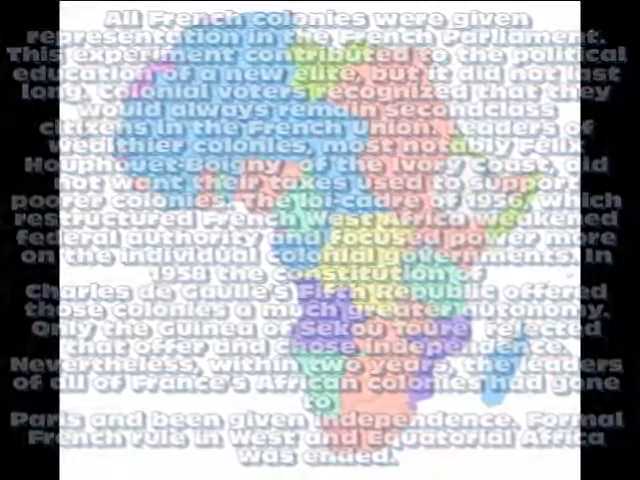 All French colonies were given
representation in the French Parliament.
This experiment contributed to the political
education of a new elite, but it did not last
long. Colonial voters recognized that they
would always remain secondclass
citizens in the French Union. Leaders of
wealthier colonies, most notably Félix
Houphouet-Boigny of the Ivory Coast, did
not want their taxes used to support
poorer colonies. The loi-cadre of 1956, which
restructured French West Africa weakened
federal authority and focused power more
on the individual colonial governments. In
1958 the constitution of
Charles de Gaulle's Fifth Republic offered
those colonies a much greater autonomy.
Only the Guinea of Sekou Toure rejected
that offer and chose independence.
Nevertheless, within two years, the leaders
of all of France's African colonies had gone
to
Paris and been given independence. Formal
French rule in West and Equatorial Africa
was ended.